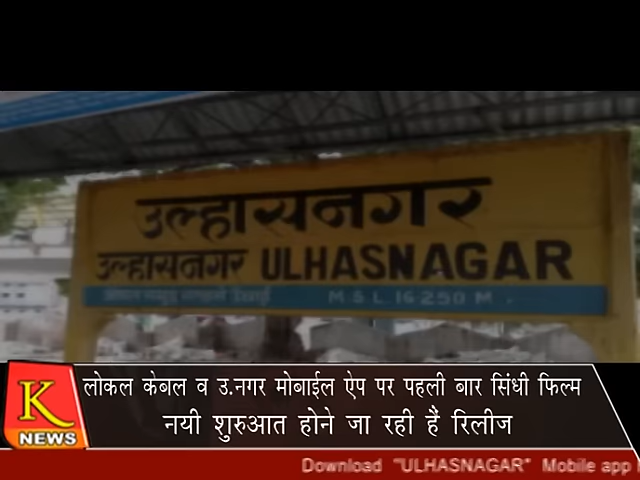 उल्हासनगर
उल्हासनगर ULHASNAGAR
M S L 16·250 M .
लोकल केबल व उ.नगर मोबाईल ऐप पर पहली बार सिंधी फिल्म
नयी शुरुआत होने जा रही हैं रिलीज
K
NEWS
Download "ULHASNAGAR" Mobile app